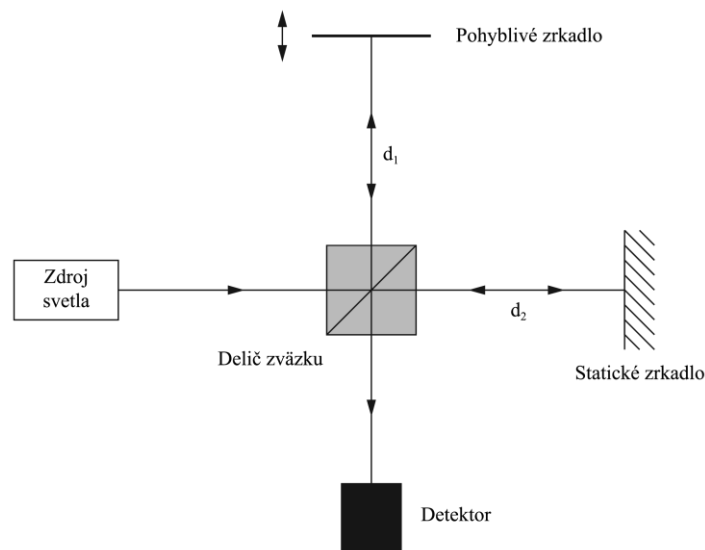 Pohyblivé zrkadlo
d₁
Zdroj
svetla
d₂
Delič zväzku
Statické zrkadlo
Detektor